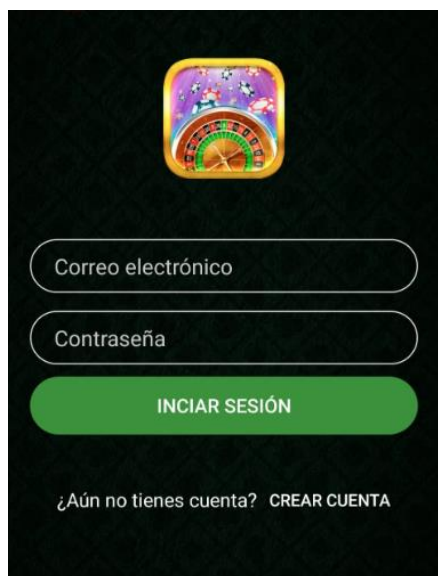 Correo electrónico
Contraseña
INCIAR SESIÓN
¿Aún no tienes cuenta? CREAR CUENTA